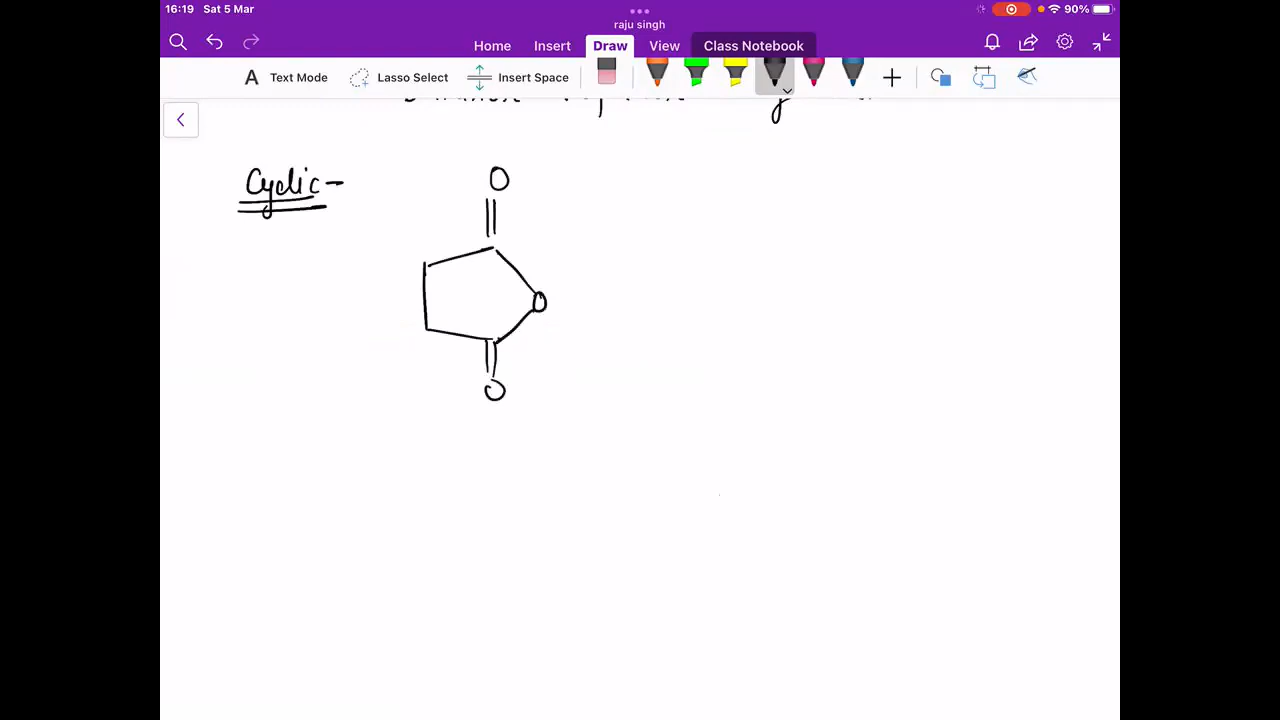 16:19 Sat 5 Mar
90%
raju singh
Home Insert Draw View Class Notebook
A Text Mode Lasso Select Insert Space
Cyclic -
O
O
O